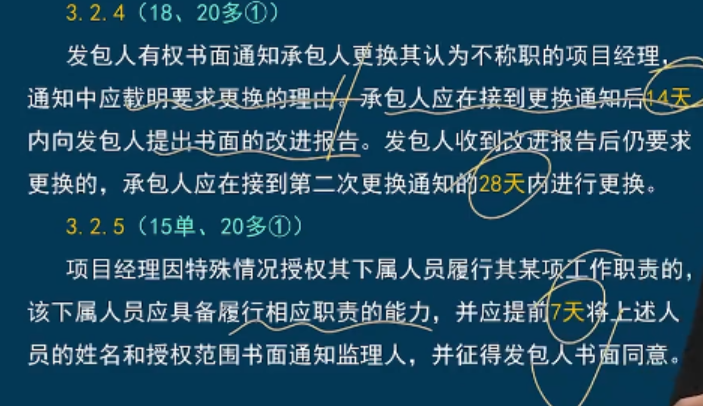 3.2.4（18、20多①）
发包人有权书面通知承包人更换其认为不称职的项目经理，
通知中应载明要求更换的理由。承包人应在接到更换通知后14天
内向发包人提出书面的改进报告。发包人收到改进报告后仍要求
更换的，承包人应在接到第二次更换通知的28天内进行更换。
3.2.5（15单、20多①）
项目经理因特殊情况授权其下属人员履行其某项工作职责的，
该下属人员应具备履行相应职责的能力，并应提前7天将上述人
员的姓名和授权范围书面通知监理人，并征得发包人书面同意。